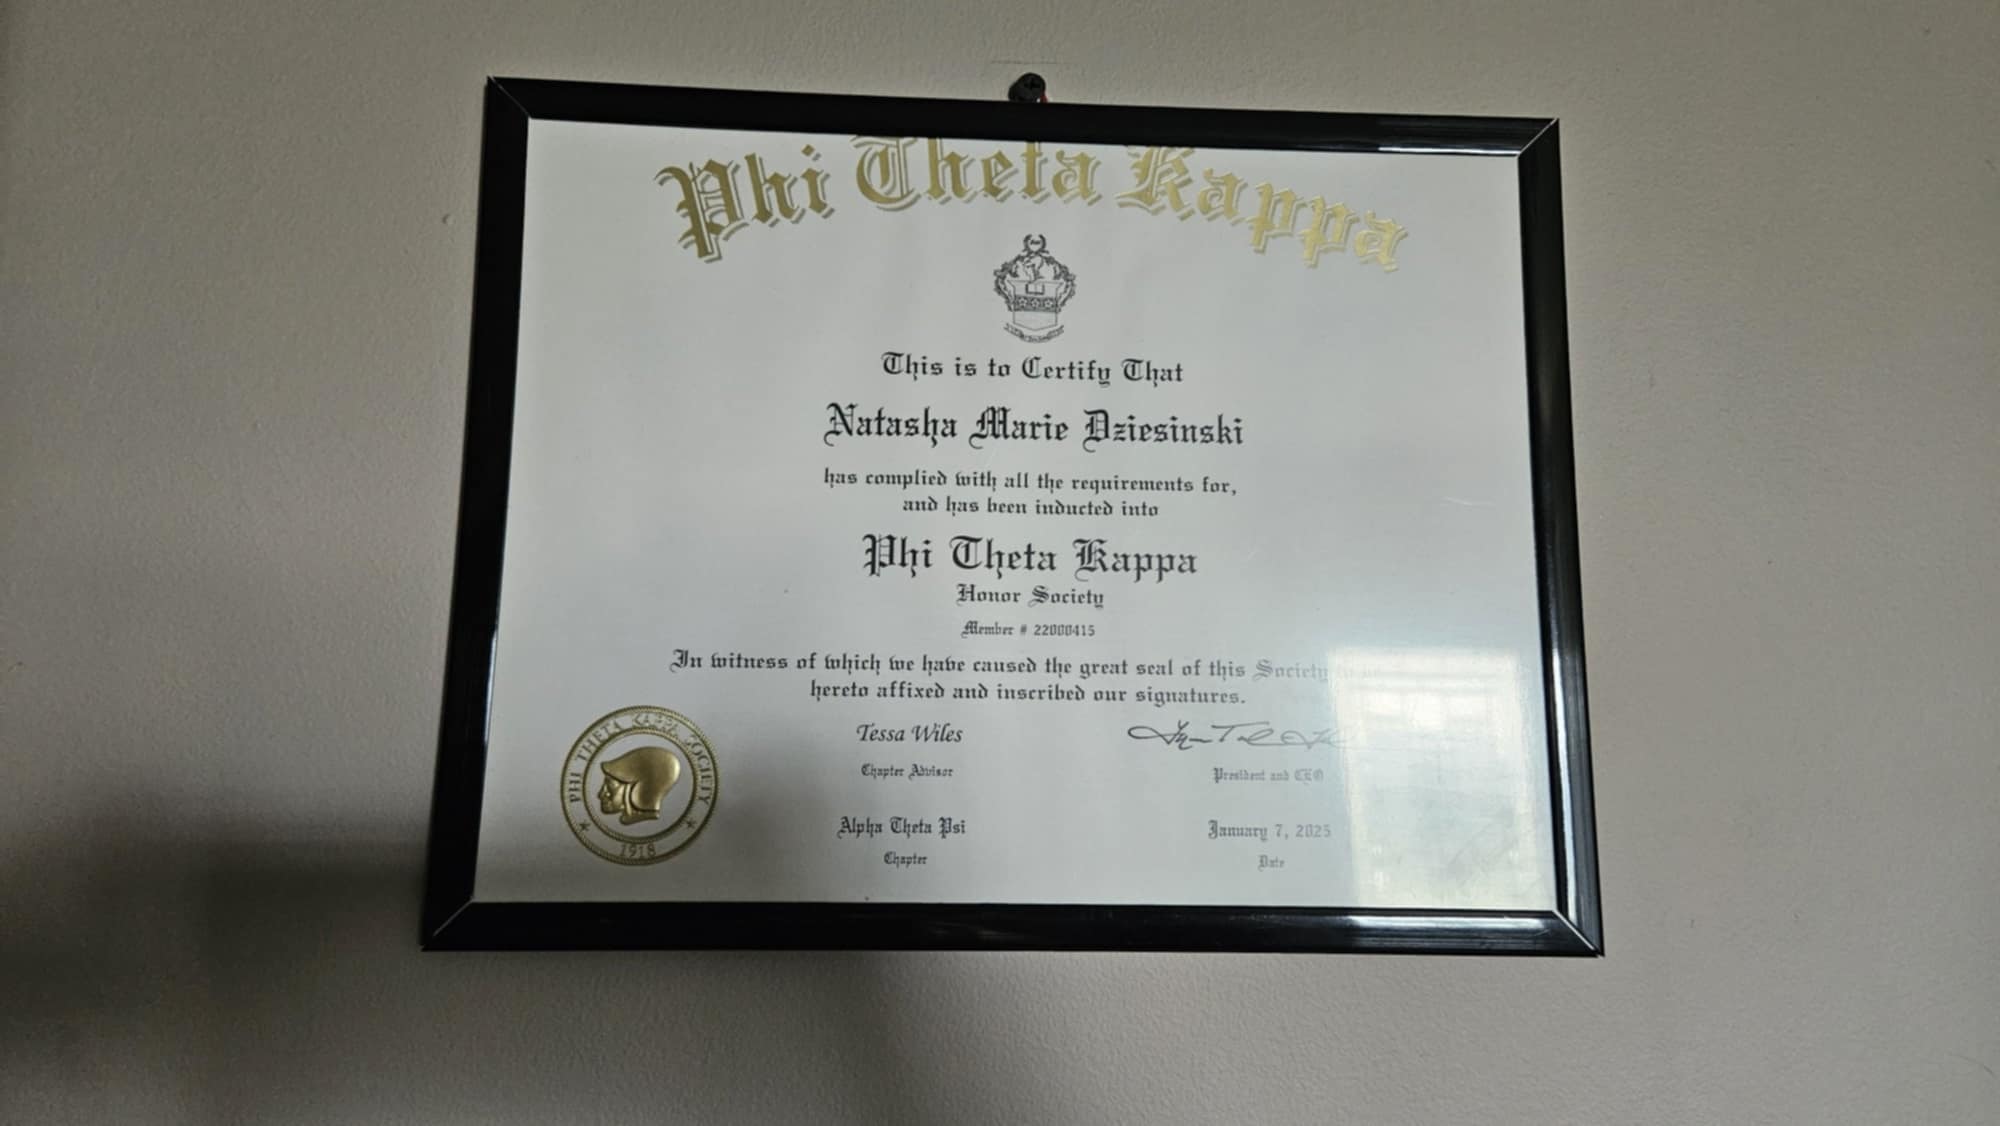 Phi Theta Kappa
This is to Certify That
Natasha Marie Dziesinski
has complied with all the requirements for,
and has been inducted into
Phi Theta Kappa
Honor Society
Member # 22000415
In witness of which we have caused the great seal of this Society to be
hereto affixed and inscribed our signatures.
Tessa Wiles
Chapter Advisor
President and CEO
Alpha Theta Psi
Chapter
January 7, 2025
Date
PHI THETA KAPPA SOCIETY
1918